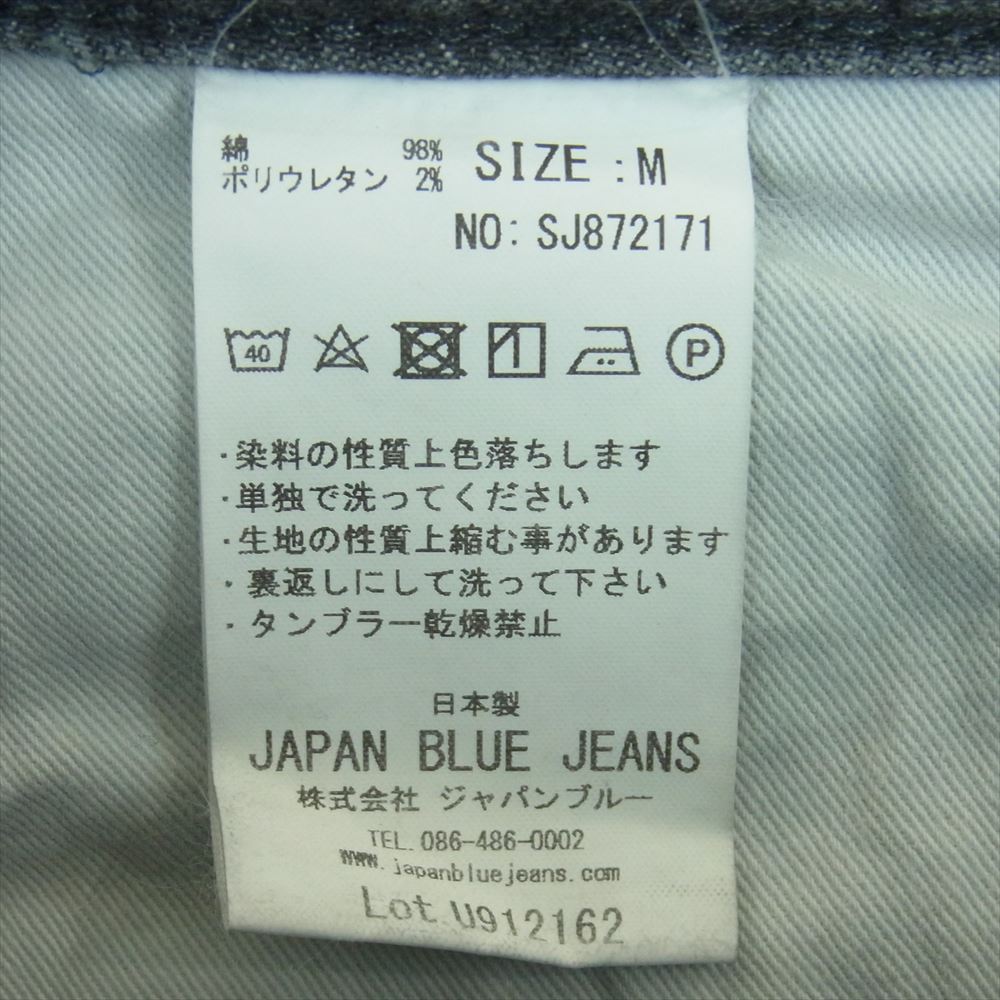 綿 98% SIZE : M
ポリウレタン 2%
NO: SJ872171
40 P
・染料の性質上色落ちします
・単独で洗ってください
・生地の性質上縮む事があります
・裏返しにして洗って下さい
・タンブラー乾燥禁止
日本製
JAPAN BLUE JEANS
株式会社 ジャパンブルー
TEL. 086-486-0002
www.japanbluejeans.com
Lot.U912162